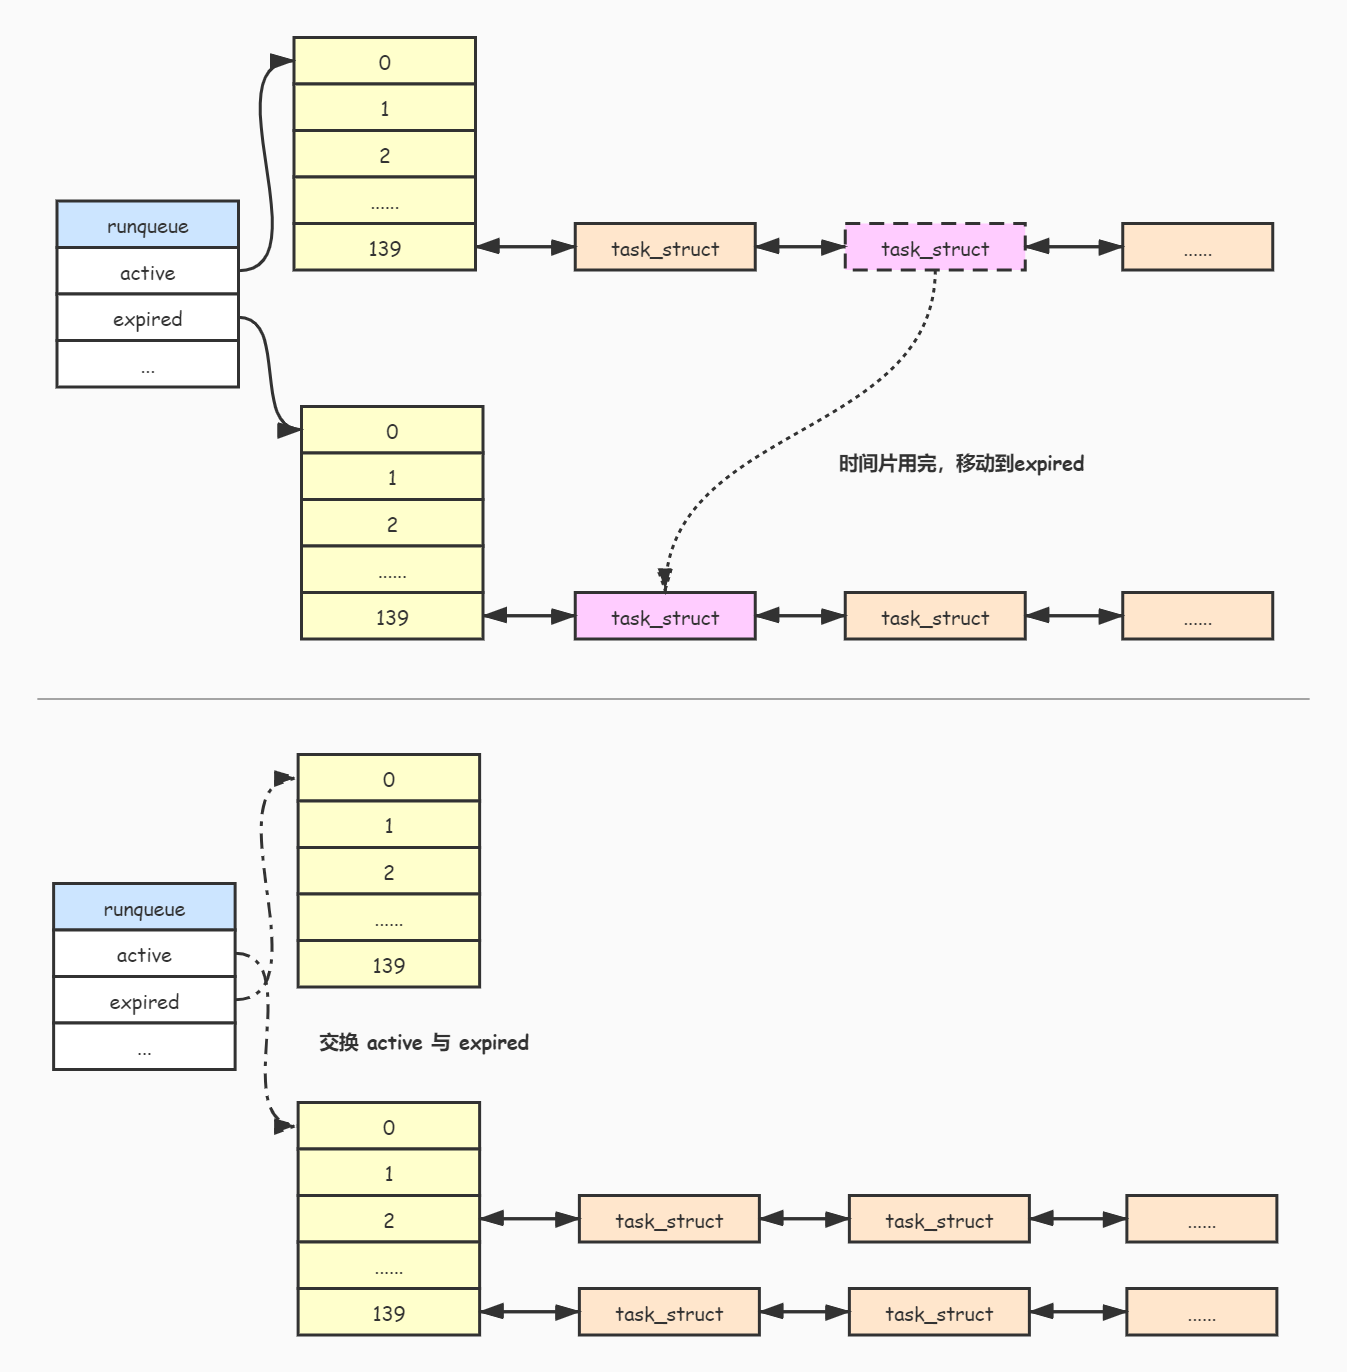 0
1
2
......
139
task_struct
task_struct
......
runqueue
active
expired
...
0
1
2
......
139
时间片用完，移动到expired
task_struct
task_struct
......
0
1
2
......
139
runqueue
active
expired
...
交换 active 与 expired
0
1
2
......
139
task_struct
task_struct
......
task_struct
task_struct
......